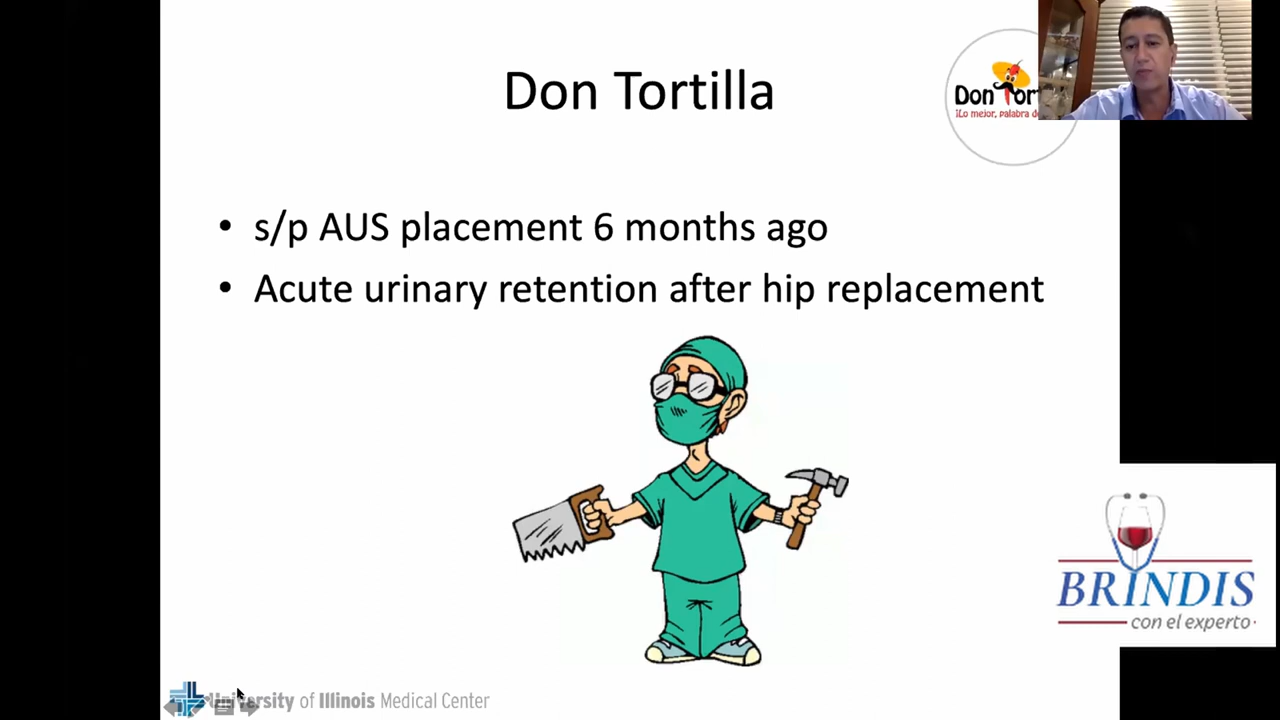 Don Tortilla
Don
¡Lo mejor, palabra
• s/p AUS placement 6 months ago
• Acute urinary retention after hip replacement
BRINDIS
con el experto
University of Illinois Medical Center